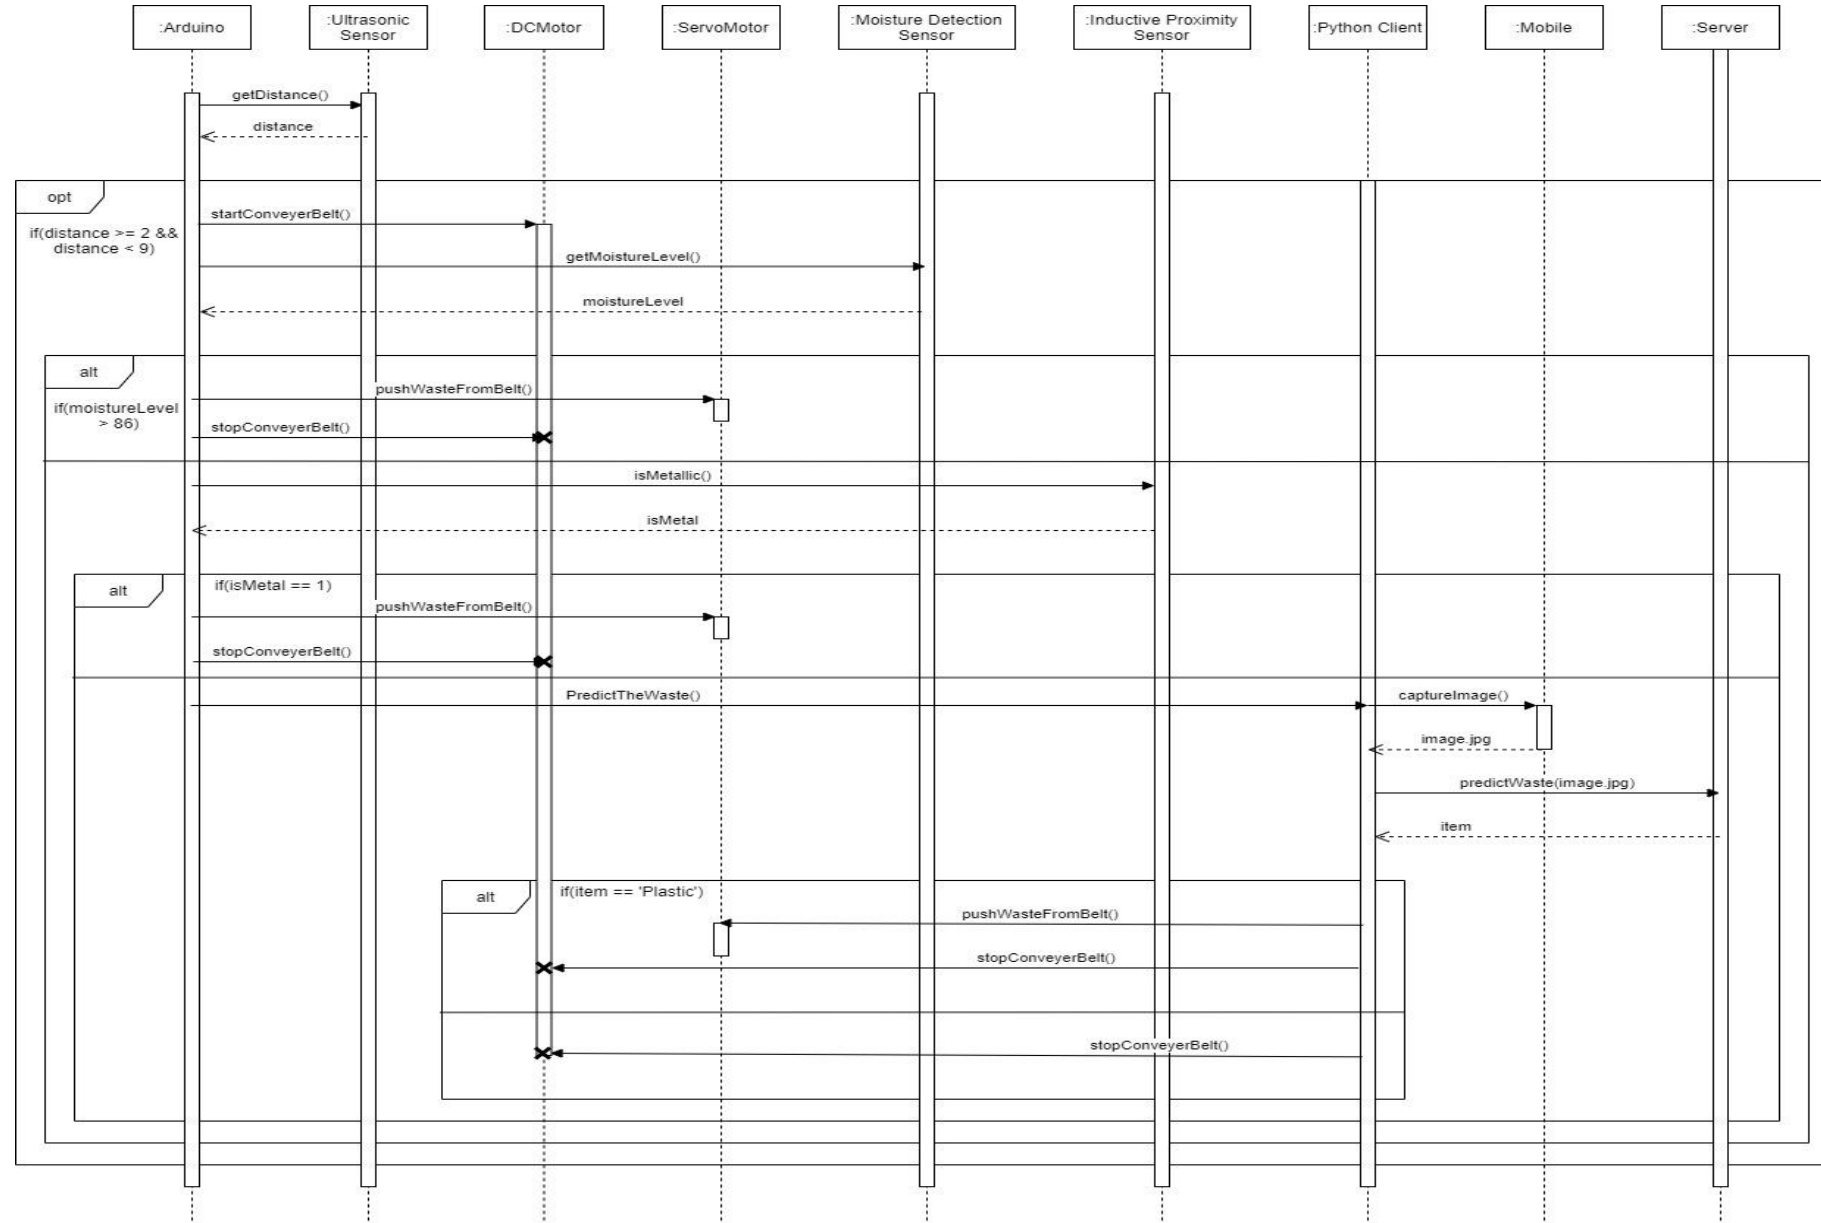 :Arduino
:Ultrasonic
Sensor
:DCMotor
:ServoMotor
:Moisture Detection
Sensor
:Inductive Proximity
Sensor
:Python Client
:Mobile
:Server
getDistance()
distance
opt
if(distance >= 2 &&
distance < 9)
startConveyerBelt()
getMoistureLevel()
moistureLevel
alt
if(moistureLevel
> 86)
pushWasteFromBelt()
stopConveyerBelt()
isMetallic()
isMetal
alt
if(isMetal == 1)
pushWasteFromBelt()
stopConveyerBelt()
PredictTheWaste()
captureImage()
image.jpg
predictWaste(image.jpg)
item
alt
if(item == 'Plastic')
pushWasteFromBelt()
stopConveyerBelt()
stopConveyerBelt()